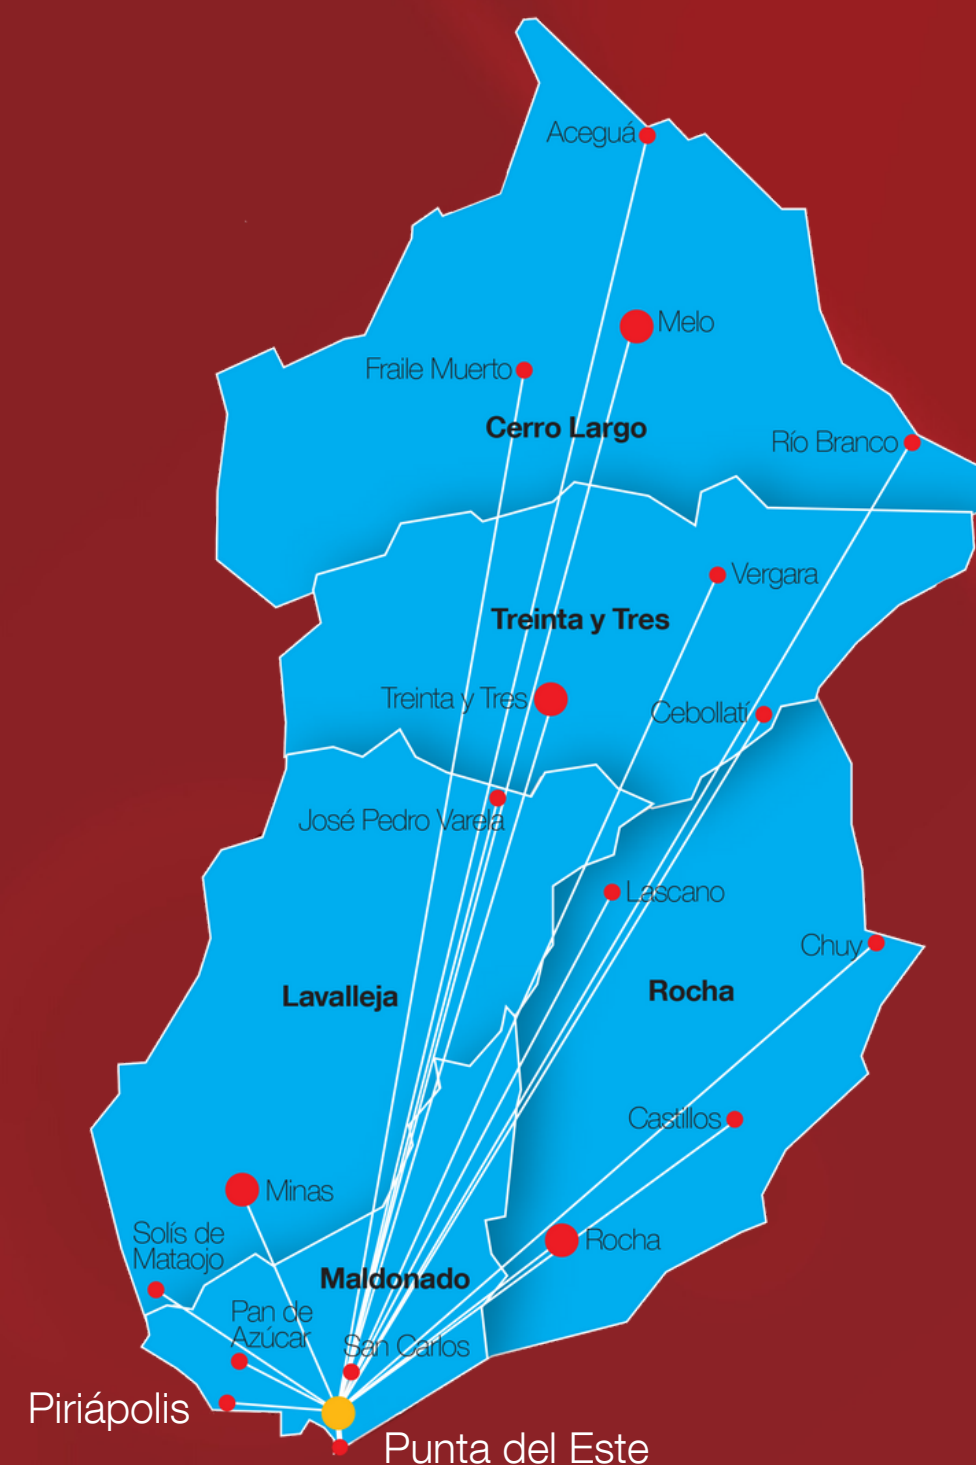 Aceguá
Melo
Fraile Muerto
Cerro Largo
Río Branco
Vergara
Treinta y Tres
Treinta y Tres
Cebollatí
José Pedro Varela
Lascano
Chuy
Lavalleja
Rocha
Castillos
Minas
Solís de
Mataojo
Rocha
Maldonado
Pan de
Azúcar
San Carlos
Piriápolis
Punta del Este